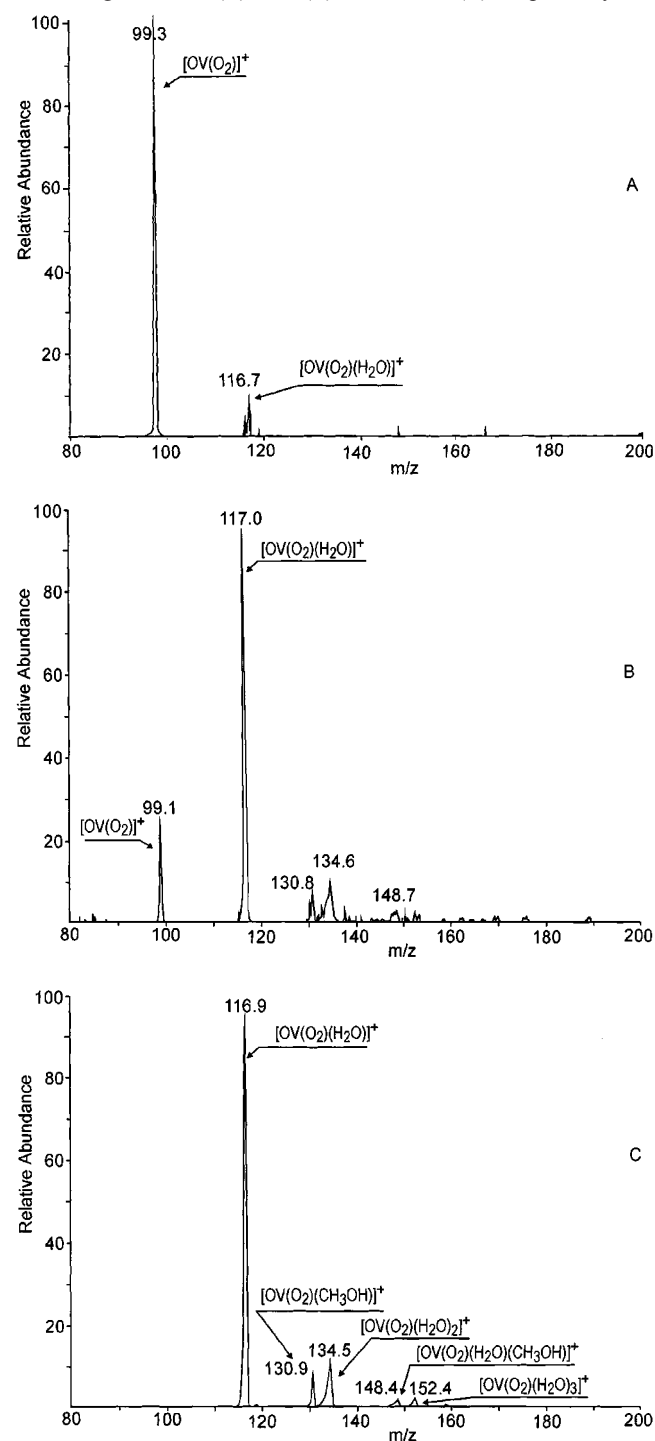 100
99.3
[OV(O2)]+
80
Relative Abundance
60
A
40
20
116.7
[OV(O2)(H2O)]+
80 100 120 140 160 180 200
m/z
100
117.0
[OV(O2)(H2O)]+
80
Relative Abundance
60
B
40
99.1
[OV(O2)]+
20
130.8
134.6
148.7
80 100 120 140 160 180 200
m/z
100
116.9
[OV(O2)(H2O)]+
80
Relative Abundance
60
C
40
[OV(O2)(CH3OH)]+
20
134.5
[OV(O2)(H2O)2]+
130.9
[OV(O2)(H2O)(CH3OH)]+
148.4
152.4
[OV(O2)(H2O)3]+
80 100 120 140 160 180 200
m/z